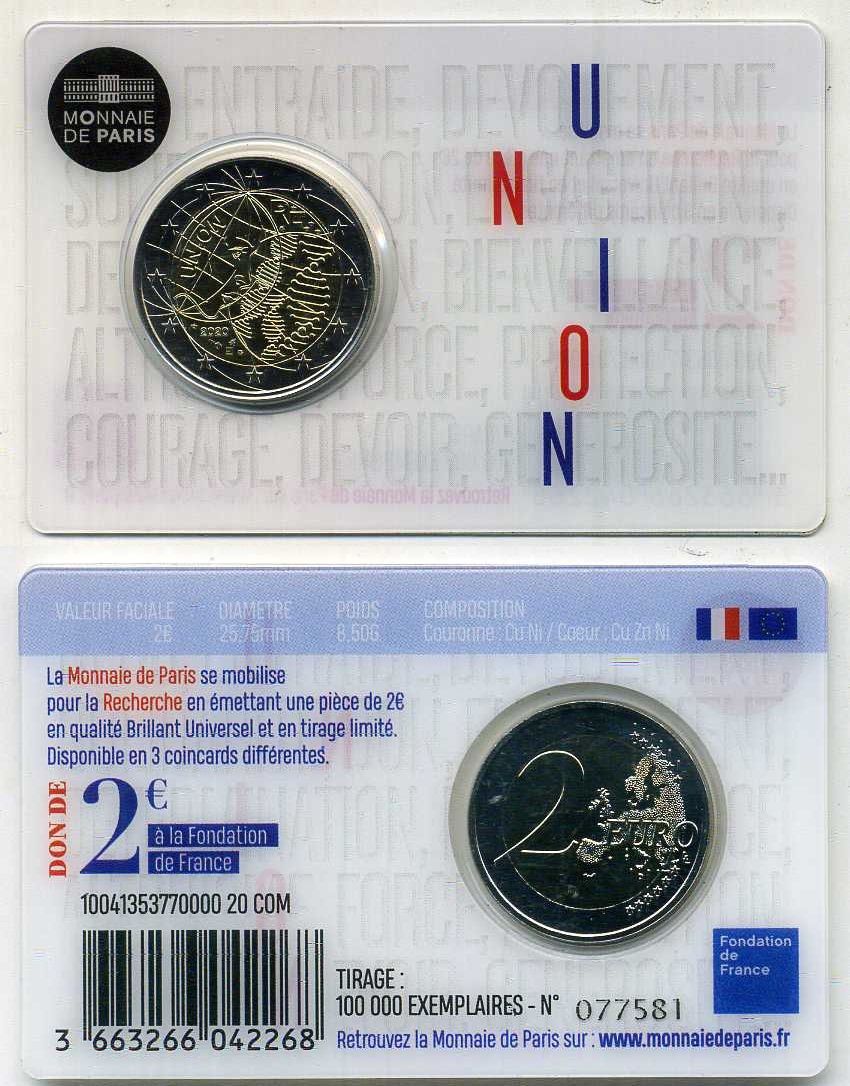 MONNAIE
DE PARIS
ENTRAIDE, DEVOUEMENT,
DON, ENGAGEMENT,
BIENVEILLANCE
FORCE, PROTECTION,
COURAGE, DEVOIR, GENEROSITE...
U
N
I
O
N
UNION
RF
2020
VALEUR FACIALE
2€
DIAMETRE
25,75mm
POIDS
8,50G
COMPOSITION
Couronne : Cu Ni / Coeur : Cu Zn Ni
La Monnaie de Paris se mobilise
pour la Recherche en émettant une pièce de 2€
en qualité Brillant Universel et en tirage limité.
Disponible en 3 coincards différentes.
DON DE
2€
à la Fondation
de France
2 EURO
10041353770000 20 COM
3 663266 042268
TIRAGE :
100 000 EXEMPLAIRES - N° 077581
Retrouvez la Monnaie de Paris sur : www.monnaiedeparis.fr
Fondation
de
France